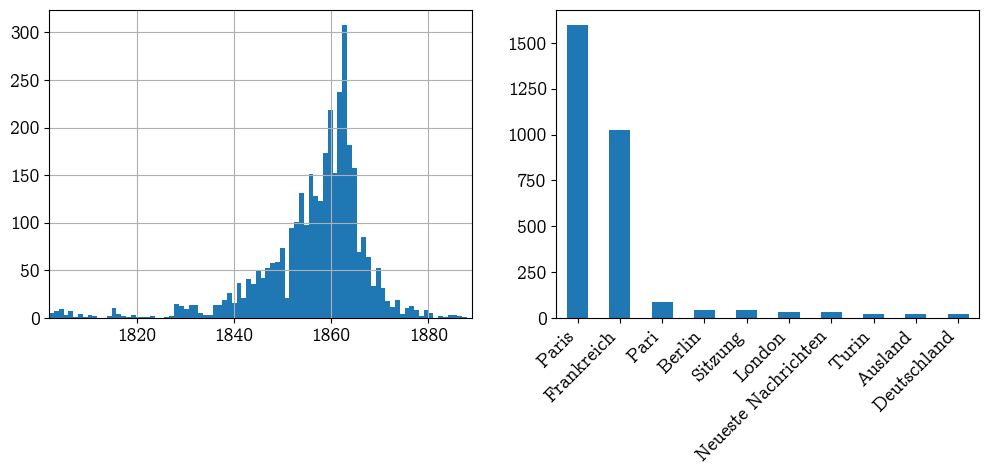 300
250
200
150
100
50
0
1820 1840 1860 1880
1500
1250
1000
750
500
250
0
Paris
Frankreich
Pari
Berlin
Sitzung
London
Neueste Nachrichten
Turin
Ausland
Deutschland